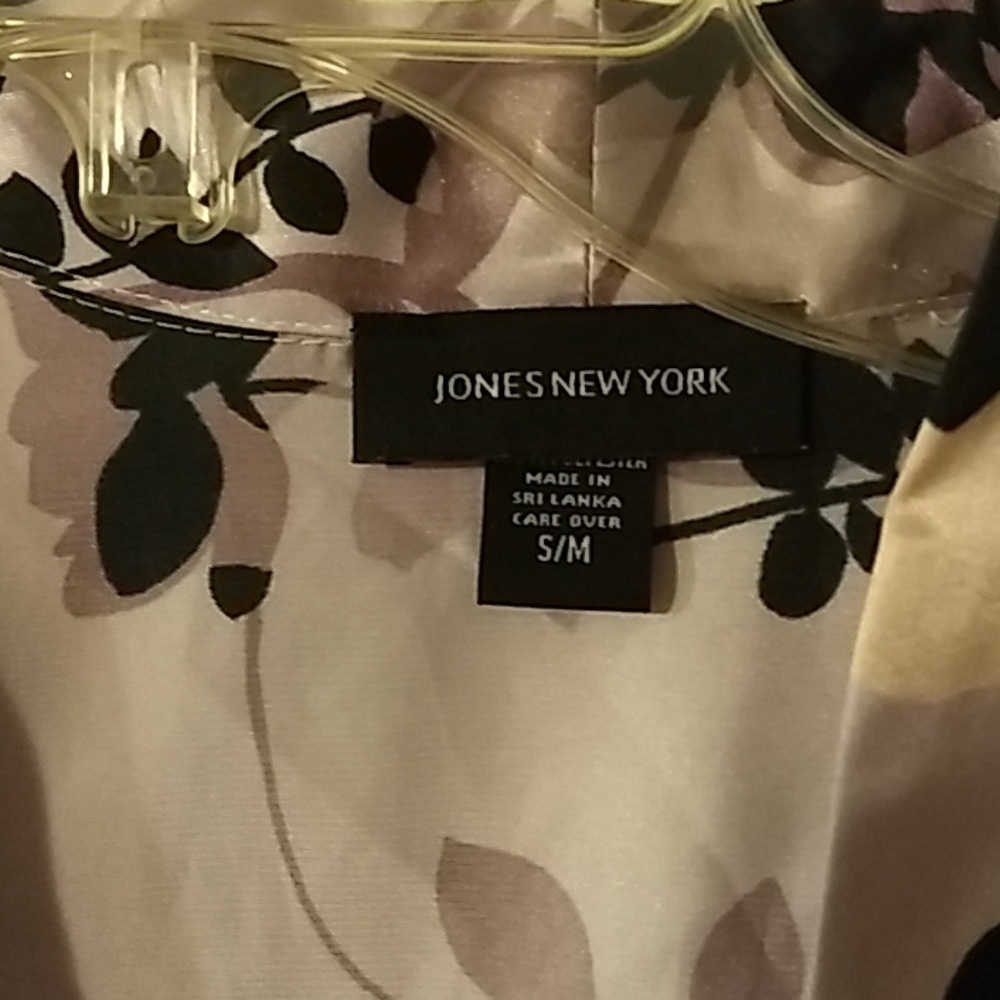 JONES NEW YORK
MADE IN
SRI LANKA
CARE OVER
S/M